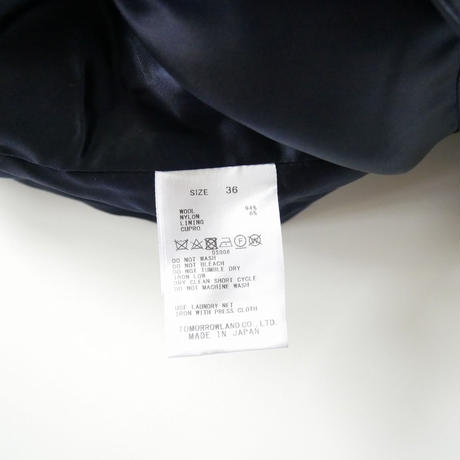 SIZE 36
WOOL 94%
NYLON 6%
LINING
CUPRO
DO NOT WASH
DO NOT BLEACH
DO NOT TUMBLE DRY
IRON LOW
DRY CLEAN SHORT CYCLE
DO NOT MACHINE WASH
USE LAUNDRY NET
IRON WITH PRESS CLOTH
TOMORROWLAND CO., LTD.
MADE IN JAPAN